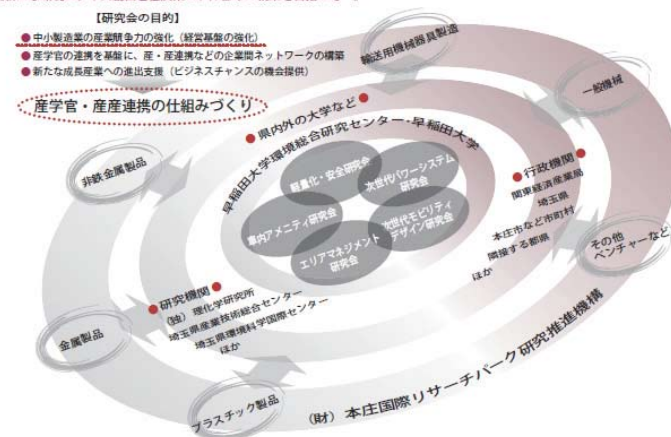 【研究会の目的】
● 中小製造業の産業競争力の強化（経営基盤の強化）
● 産学官の連携を基盤に、産・産連携などの企業間ネットワークの構築
● 新たな成長産業への進出支援（ビジネスチャンスの機会提供）
産学官・産産連携の仕組みづくり
輸送用機械器具製造
一般機械
● 県内外の大学など ●
早稲田大学環境総合研究センター・早稲田大学
非鉄金属製品
軽量化・安全研究会
次世代パワーシステム
研究会
車内アメニティ研究会
次世代モビリティ
デザイン研究会
エリアマネジメント
研究会
● 行政機関 ●
関東経済産業局
埼玉県
本庄市など市町村
隣接する都県
ほか
その他
ベンチャーなど
● 研究機関 ●
（独）理化学研究所
埼玉県産業技術総合センター
埼玉県環境科学国際センター
ほか
金属製品
プラスチック製品
（財）本庄国際リサーチパーク研究推進機構